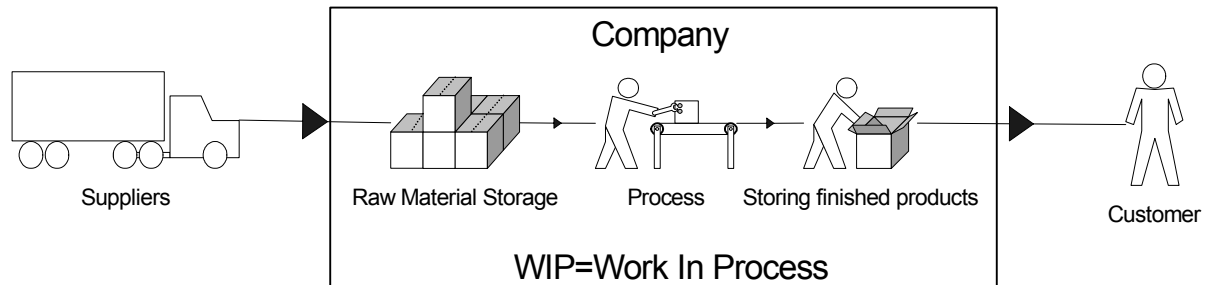 Company
Suppliers
Raw Material Storage
Process
Storing finished products
Customer
WIP=Work In Process